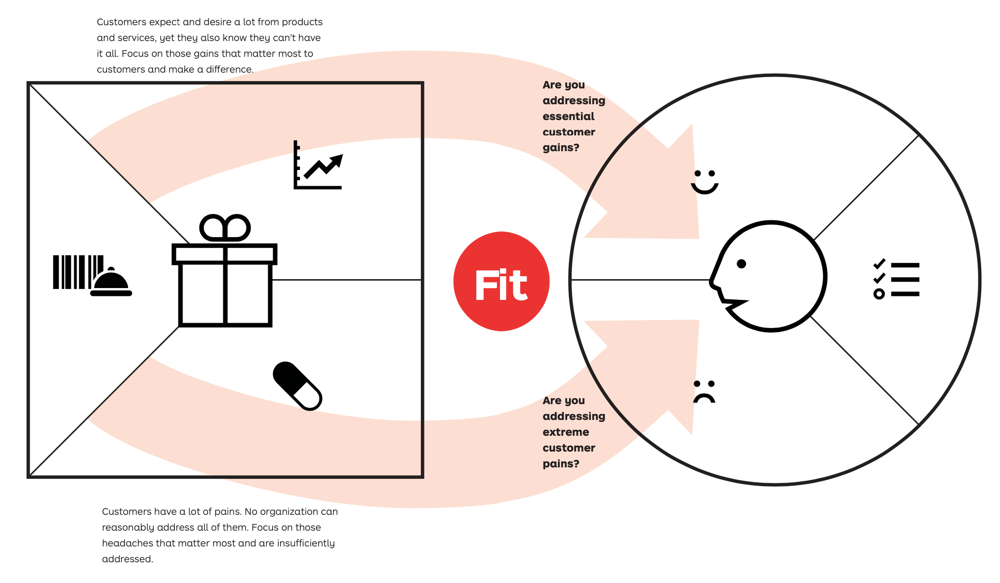 Customers expect and desire a lot from products
and services, yet they also know they can’t have
it all. Focus on those gains that matter most to
customers and make a difference.
Are you
addressing
essential
customer
gains?
Fit
Are you
addressing
extreme
customer
pains?
Customers have a lot of pains. No organization can
reasonably address all of them. Focus on those
headaches that matter most and are insufficiently
addressed.